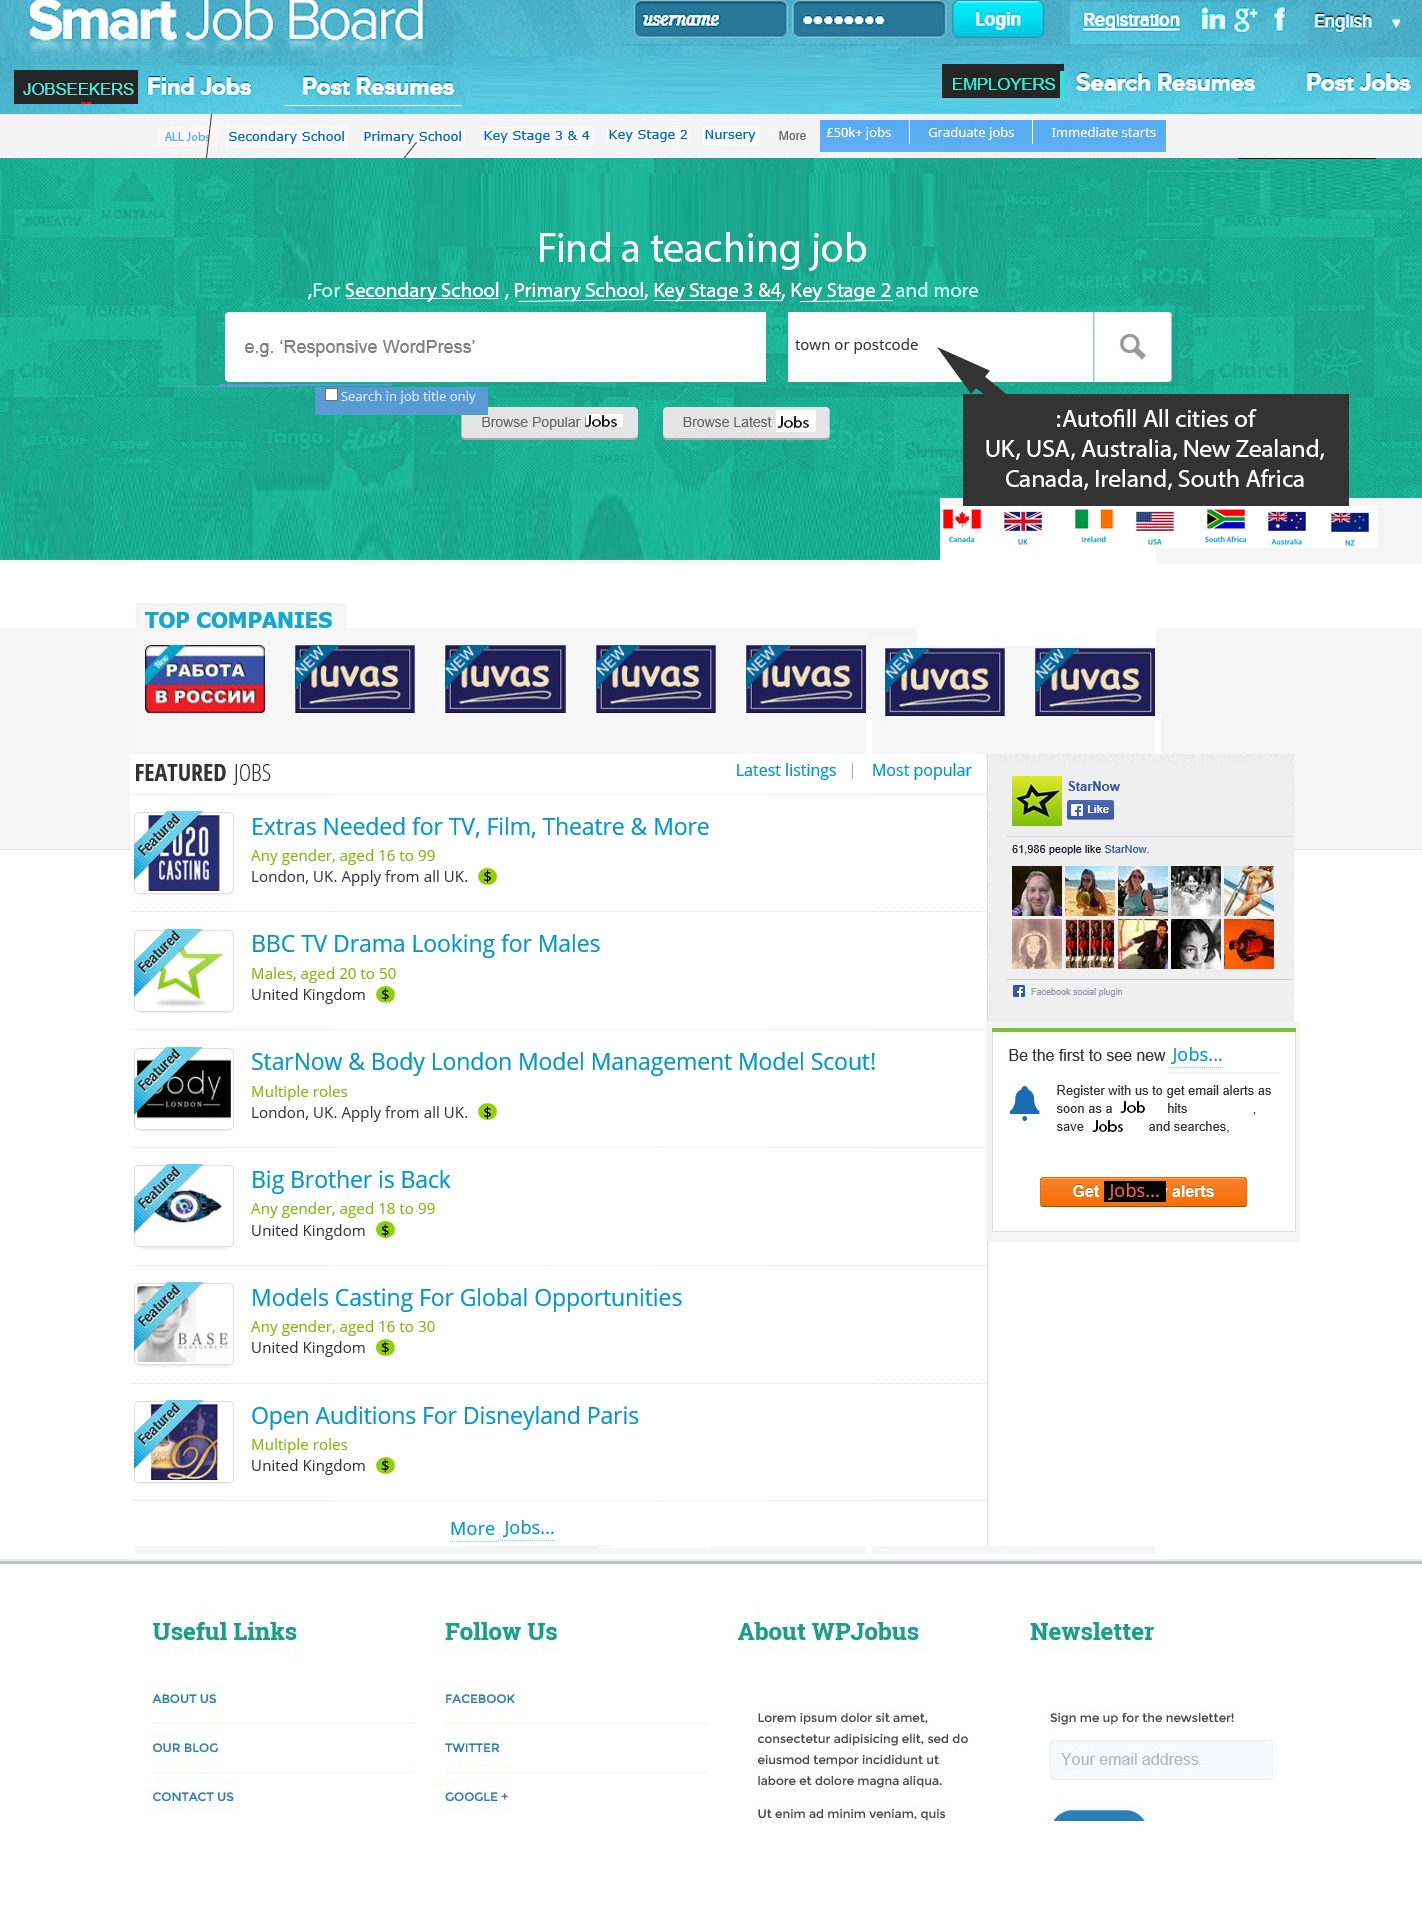 Smart Job Board
username
Login
Registration
in g+ f
English
JOBSEEKERS
Find Jobs
Post Resumes
EMPLOYERS
Search Resumes
Post Jobs
ALL Jobs
Secondary School
Primary School
Key Stage 3 & 4
Key Stage 2
Nursery
More
£50k+ jobs
Graduate jobs
Immediate starts
Find a teaching job
,For Secondary School , Primary School, Key Stage 3 &4, Key Stage 2 and more
e.g. ‘Responsive WordPress’
town or postcode
Search in job title only
Browse Popular Jobs
Browse Latest Jobs
:Autofill All cities of
UK, USA, Australia, New Zealand,
Canada, Ireland, South Africa
Canada
UK
Ireland
USA
South Africa
Australia
NZ
MONTANA
SALIENT
ROSA
B
Church
Tango
Lush
TOP COMPANIES
New
РАБОТА
В РОССИИ
NEW
iuvas
NEW
iuvas
NEW
iuvas
NEW
iuvas
NEW
iuvas
NEW
iuvas
FEATURED JOBS
Latest listings
Most popular
Featured
2020
CASTING
Extras Needed for TV, Film, Theatre & More
Any gender, aged 16 to 99
London, UK. Apply from all UK. $
Featured
BBC TV Drama Looking for Males
Males, aged 20 to 50
United Kingdom $
Featured
body
LONDON
StarNow & Body London Model Management Model Scout!
Multiple roles
London, UK. Apply from all UK. $
Featured
Big Brother is Back
Any gender, aged 18 to 99
United Kingdom $
Featured
BASE
MANAGEMENT
Models Casting For Global Opportunities
Any gender, aged 16 to 30
United Kingdom $
Featured
D
Open Auditions For Disneyland Paris
Multiple roles
United Kingdom $
More Jobs...
StarNow
Like
61,986 people like StarNow.
Facebook social plugin
Be the first to see new Jobs...
Register with us to get email alerts as
soon as a Job hits ,
save Jobs and searches,
Get Jobs... alerts
Useful Links
ABOUT US
OUR BLOG
CONTACT US
Follow Us
FACEBOOK
TWITTER
GOOGLE +
About WPJobus
Lorem ipsum dolor sit amet,
consectetur adipisicing elit, sed do
eiusmod tempor incididunt ut
labore et dolore magna aliqua.
Ut enim ad minim veniam, quis
Newsletter
Sign me up for the newsletter!
Your email address